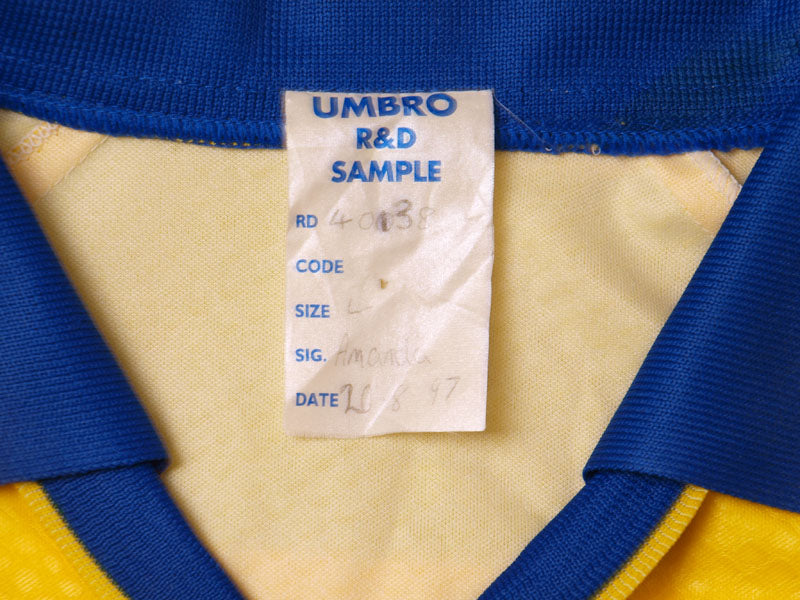 UMBRO
R&D
SAMPLE
RD 40038
CODE
SIZE L
SIG. Amanda
DATE 20 8 97